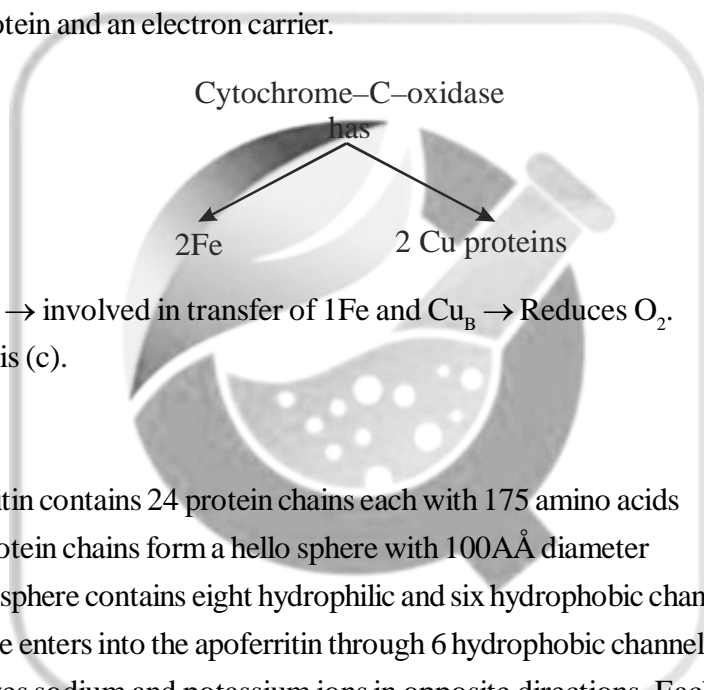 otein and an electron carrier.
Cytochrome–C–oxidase
has
2Fe 2 Cu proteins
→ involved in transfer of 1Fe and Cu_B → Reduces O₂.
is (c).
itin contains 24 protein chains each with 175 amino acids
otein chains form a hello sphere with 100AÅ diameter
sphere contains eight hydrophilic and six hydrophobic chan
e enters into the apoferritin through 6 hydrophobic channel
es sodium and potassium ions in opposite directions. Eac